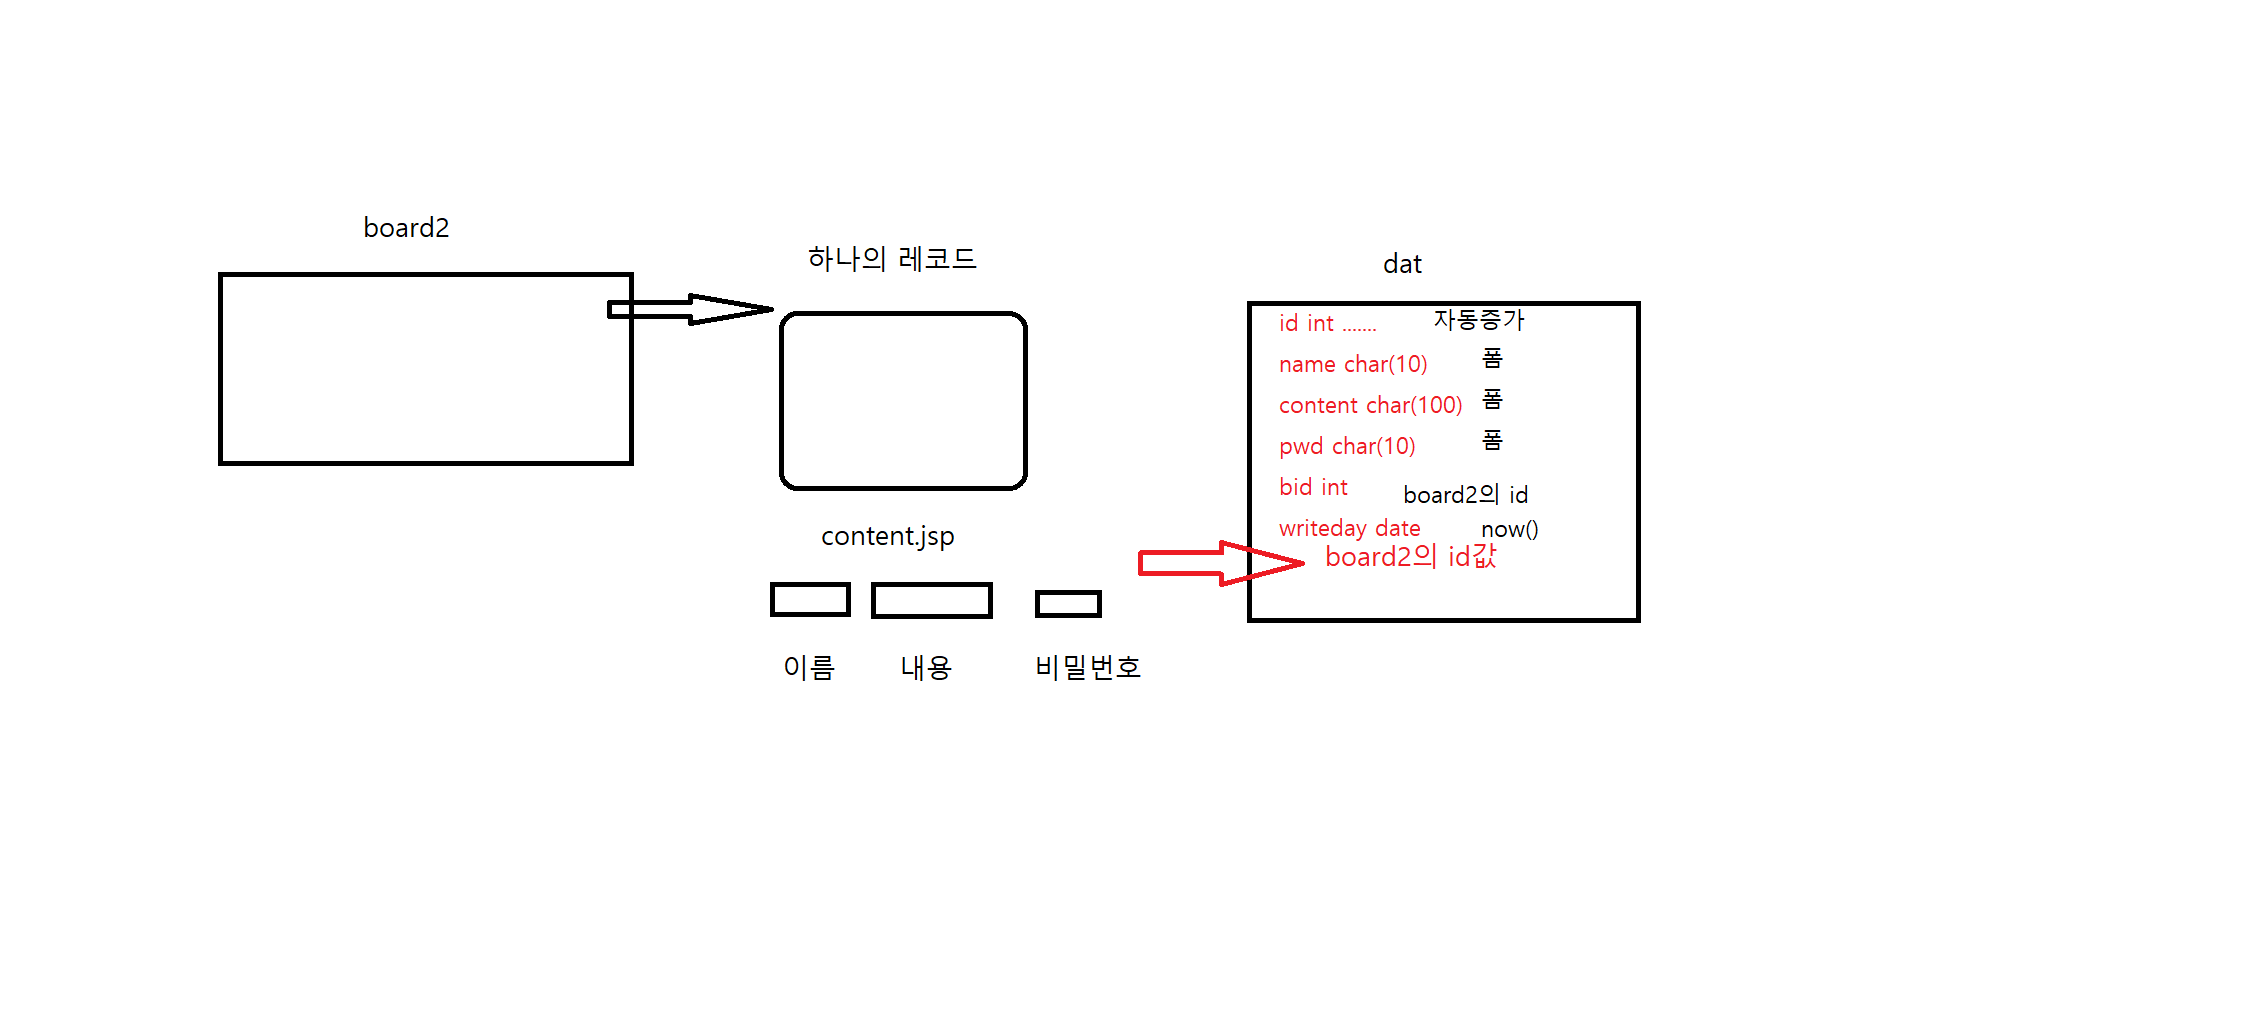 board2
하나의 레코드
content.jsp
이름 내용 비밀번호
dat
id int ....... 자동증가
name char(10) 폼
content char(100) 폼
pwd char(10) 폼
bid int board2의 id
writeday date now()
board2의 id값